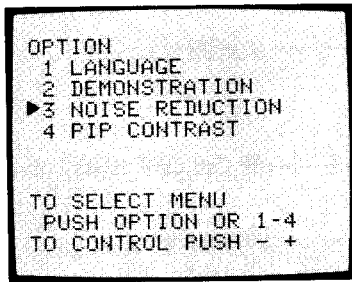 OPTION
1 LANGUAGE
2 DEMONSTRATION
▶3 NOISE REDUCTION
4 PIP CONTRAST
TO SELECT MENU
PUSH OPTION OR 1-4
TO CONTROL PUSH - +